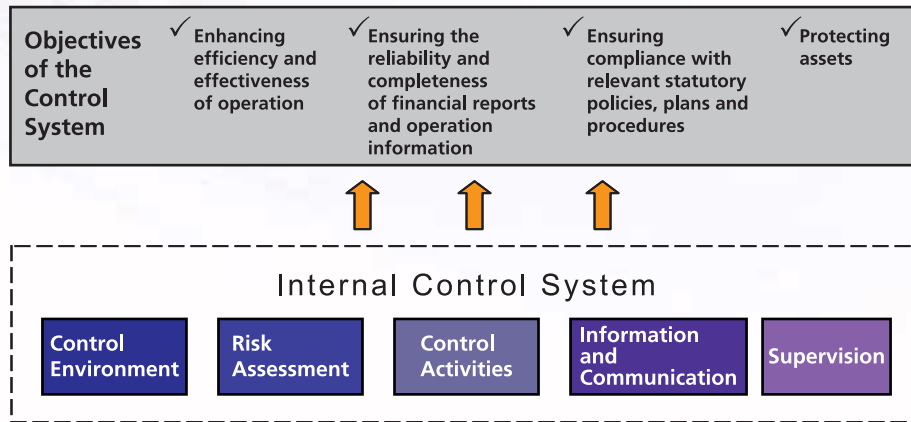 Objectives
of the
Control
System
✓ Enhancing
efficiency and
effectiveness
of operation
✓ Ensuring the
reliability and
completeness
of financial reports
and operation
information
✓ Ensuring
compliance with
relevant statutory
policies, plans and
procedures
✓ Protecting
assets
Internal Control System
Control
Environment
Risk
Assessment
Control
Activities
Information
and
Communication
Supervision